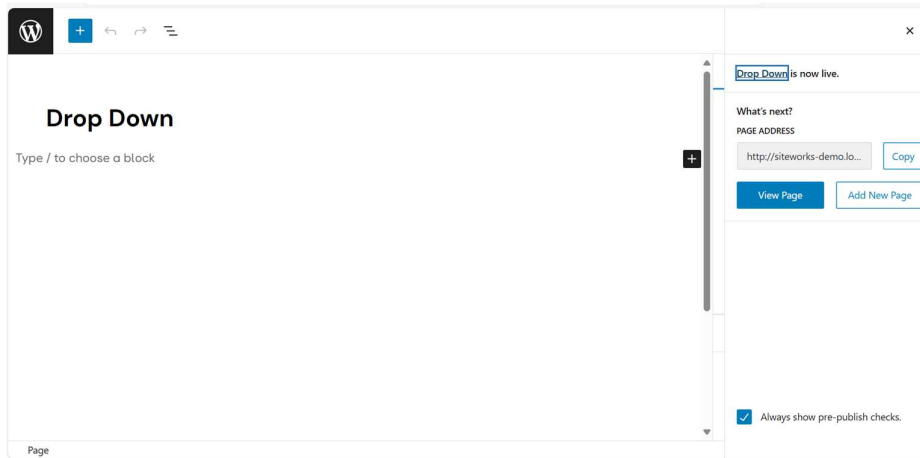 Drop Down
Type / to choose a block
Page
Drop Down is now live.
What's next?
PAGE ADDRESS
http://siteworks-demo.lo... Copy
View Page Add New Page
Always show pre-publish checks.